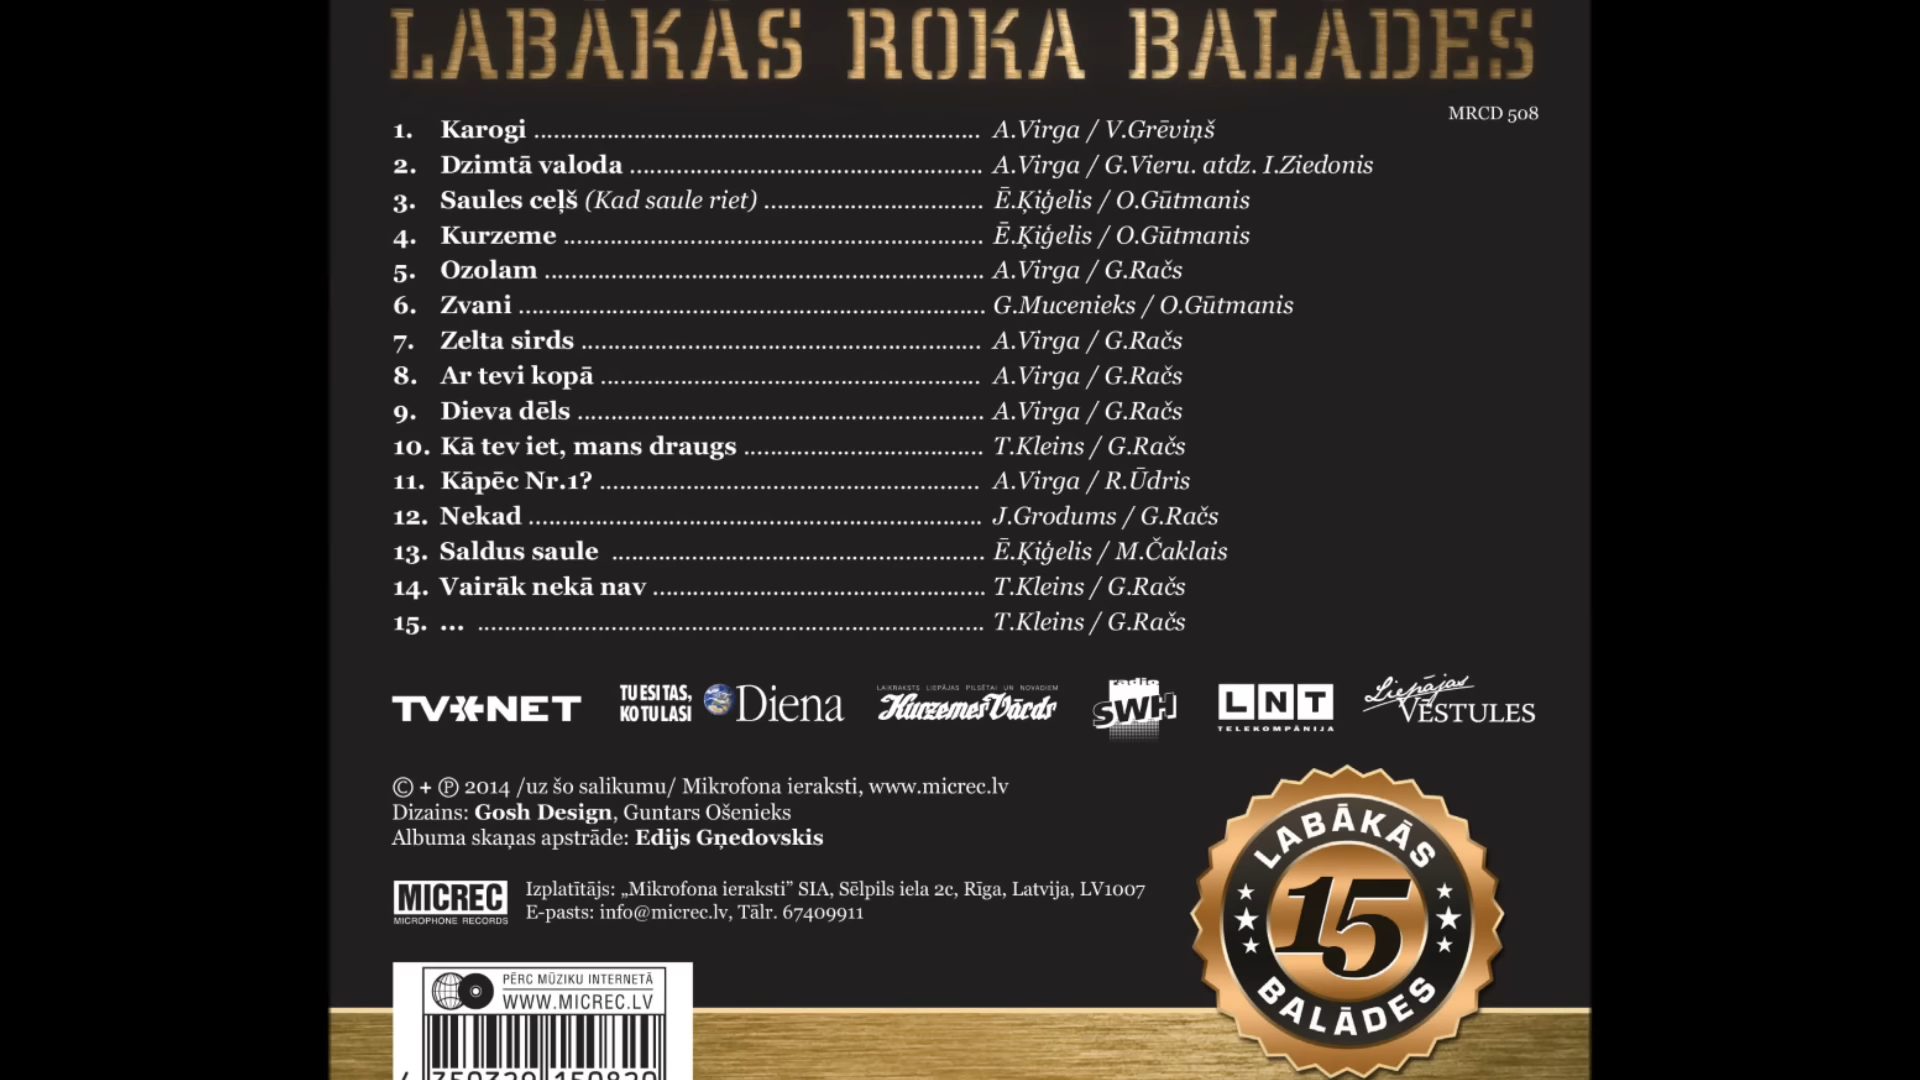 LABĀKĀS ROKA BALĀDES
MRCD 508
1. Karogi ........ A.Virga / V.Grēviņš
2. Dzimtā valoda ........ A.Virga / G.Vieru. atdz. I.Ziedonis
3. Saules ceļš (Kad saule riet) ........ Ē.Ķiģelis / O.Gūtmanis
4. Kurzeme ........ Ē.Ķiģelis / O.Gūtmanis
5. Ozolam ........ A.Virga / G.Račs
6. Zvani ........ G.Mucenieks / O.Gūtmanis
7. Zelta sirds ........ A.Virga / G.Račs
8. Ar tevi kopā ........ A.Virga / G.Račs
9. Dieva dēls ........ A.Virga / G.Račs
10. Kā tev iet, mans draugs ........ T.Kleins / G.Račs
11. Kāpēc Nr.1? ........ A.Virga / R.Ūdris
12. Nekad ........ J.Grodums / G.Račs
13. Saldus saule ........ Ē.Ķiģelis / M.Čaklais
14. Vairāk nekā nav ........ T.Kleins / G.Račs
15. ... ........ T.Kleins / G.Račs
TVNET
TU ESI TAS,
KO TU LASI
Diena
LAIKRAKSTS LIEPĀJAS PILSĒTAI UN NOVADIEM
Kurzemes Vārds
radio
SWH
LNT
TELEKOMPĀNIJA
Liepājas
VĒSTULES
© + ℗ 2014 /uz šo salikumu/ Mikrofona ieraksti, www.micrec.lv
Dizains: Gosh Design, Guntars Ošenieks
Albuma skaņas apstrāde: Edijs Gņedovskis
MICREC
MICROPHONE RECORDS
Izplatītājs: „Mikrofona ieraksti” SIA, Sēlpils iela 2c, Rīga, Latvija, LV1007
E-pasts: info@micrec.lv, Tālr. 67409911
LABĀKĀS
15
BALĀDES
PĒRC MŪZIKU INTERNETĀ
WWW.MICREC.LV